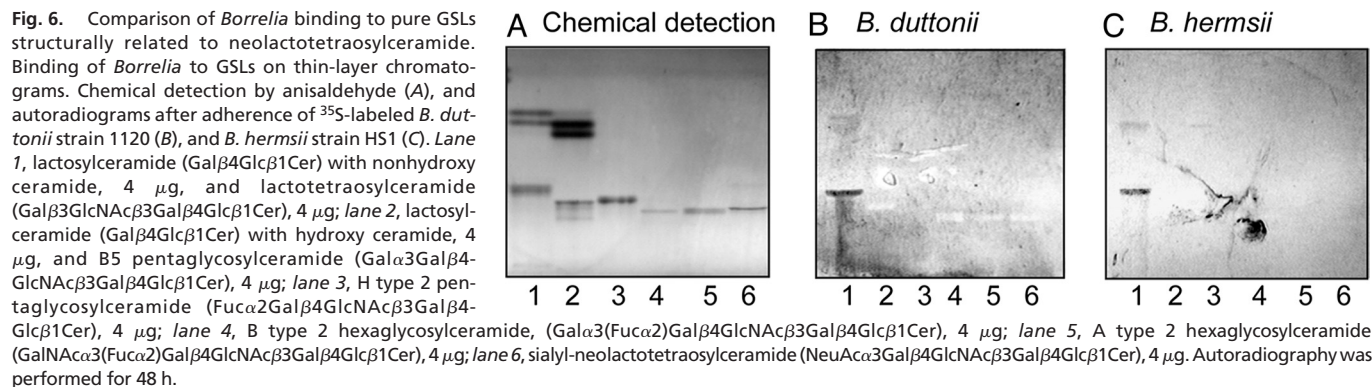 Fig. 6. Comparison of Borrelia binding to pure GSLs
structurally related to neolactotetraosylceramide.
Binding of Borrelia to GSLs on thin-layer chromato-
grams. Chemical detection by anisaldehyde (A), and
autoradiograms after adherence of ³⁵S-labeled B. dut-
tonii strain 1120 (B), and B. hermsii strain HS1 (C). Lane
1, lactosylceramide (Galβ4Glcβ1Cer) with nonhydroxy
ceramide, 4 μg, and lactotetraosylceramide
(Galβ3GlcNAcβ3Galβ4Glcβ1Cer), 4 μg; lane 2, lactosyl-
ceramide (Galβ4Glcβ1Cer) with hydroxy ceramide, 4
μg, and B5 pentaglycosylceramide (Galα3Galβ4-
GlcNAcβ3Galβ4Glcβ1Cer), 4 μg; lane 3, H type 2 pen-
taglycosylceramide (Fucα2Galβ4GlcNAcβ3Galβ4-
Glcβ1Cer), 4 μg; lane 4, B type 2 hexaglycosylceramide, (Galα3(Fucα2)Galβ4GlcNAcβ3Galβ4Glcβ1Cer), 4 μg; lane 5, A type 2 hexaglycosylceramide
(GalNAcα3(Fucα2)Galβ4GlcNAcβ3Galβ4Glcβ1Cer), 4 μg; lane 6, sialyl-neolactotetraosylceramide (NeuAcα3Galβ4GlcNAcβ3Galβ4Glcβ1Cer), 4 μg. Autoradiography was
performed for 48 h.
A Chemical detection
1 2 3 4 5 6
B B. duttonii
1 2 3 4 5 6
C B. hermsii
1 2 3 4 5 6